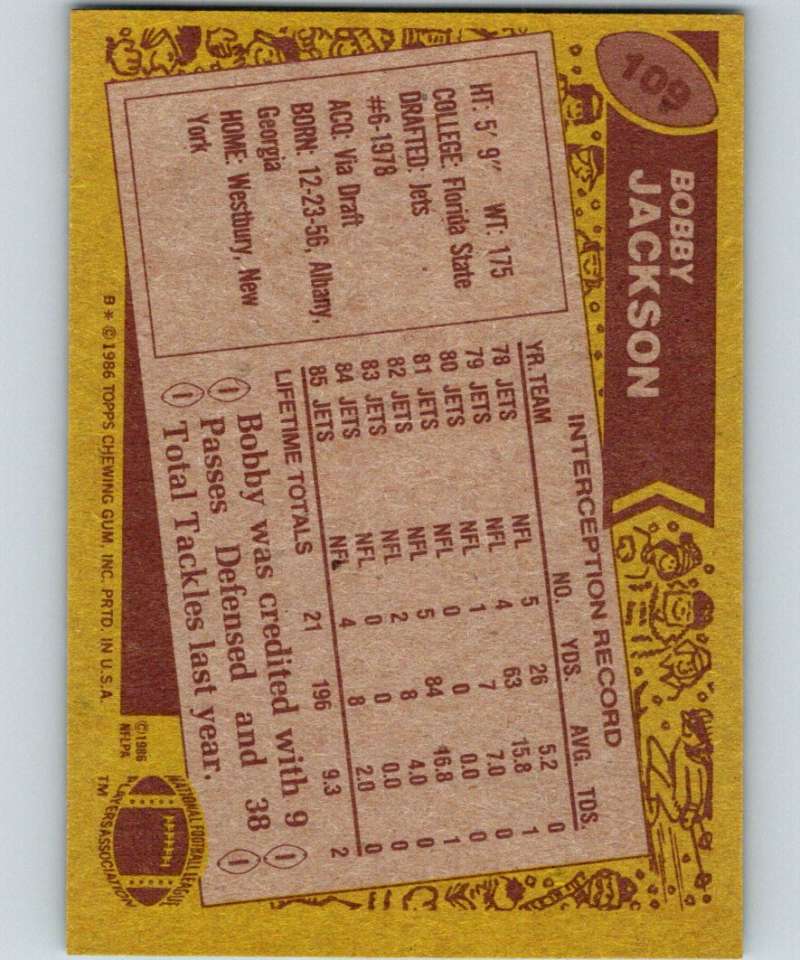 109
BOBBY
JACKSON
HT: 5' 9" WT: 175
COLLEGE: Florida State
DRAFTED: Jets
#6-1978
ACQ: Via Draft
BORN: 12-23-56, Albany,
Georgia
HOME: Westbury, New
York
INTERCEPTION RECORD
YR. TEAM NO. YDS. AVG. TDS.
78 JETS NFL 5 26 5.2 0
79 JETS NFL 4 63 15.8 1
80 JETS NFL 1 7 7.0 0
81 JETS NFL 0 0 0.0 0
82 JETS NFL 5 84 16.8 1
83 JETS NFL 2 8 4.0 0
84 JETS NFL 0 0 0.0 0
85 JETS NFL 4 8 2.0 0
LIFETIME TOTALS 21 196 9.3 2
Bobby was credited with 9
Passes Defensed and 38
Total Tackles last year.
B* ©1986 TOPPS CHEWING GUM, INC. PRTD. IN U.S.A.
©1986
NFLPA
NATIONAL FOOTBALL LEAGUE
PLAYERS ASSOCIATION
TM